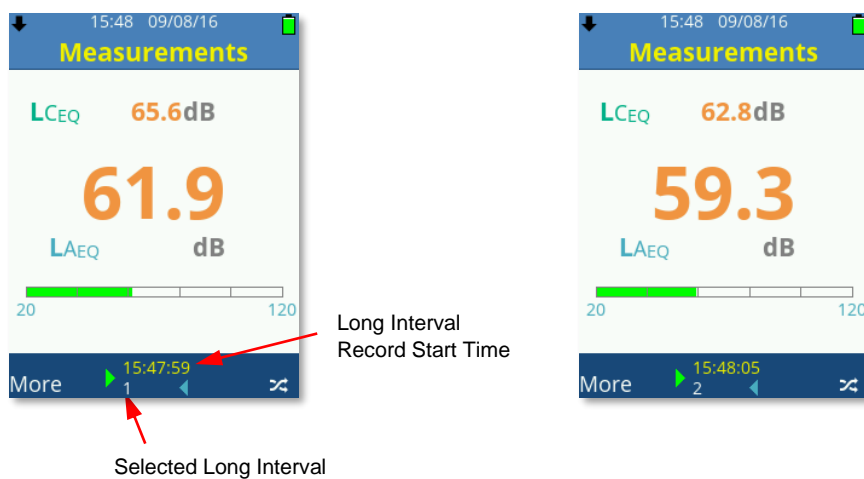 15:48 09/08/16
Measurements
LCEQ 65.6dB
61.9
LAEQ dB
20 120
15:47:59
More 1
Long Interval
Record Start Time
Selected Long Interval
15:48 09/08/16
Measurements
LCEQ 62.8dB
59.3
LAEQ dB
20 120
15:48:05
More 2